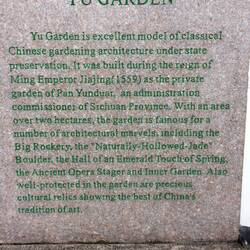 YU GARDEN
Yu Garden is excellent model of classical
Chinese gardening architecture under state
preservation. It was built during the reign of
Ming Emperor Jiajing(1559) as the private
garden of Pan Yunduan, an administration
commissioner of Sichuan Province. With an area
over two hectares, the garden is famous for a
number of architectural marvels, including the
Big Rockery, the "Naturally-Hollowed-Jade"
Boulder, the Hall of an Emerald Touch of Spring,
the Ancient Opera Stager and Inner Garden. Also
well-protected in the garden are precious
cultural relics showing the best of China's
tradition of art.